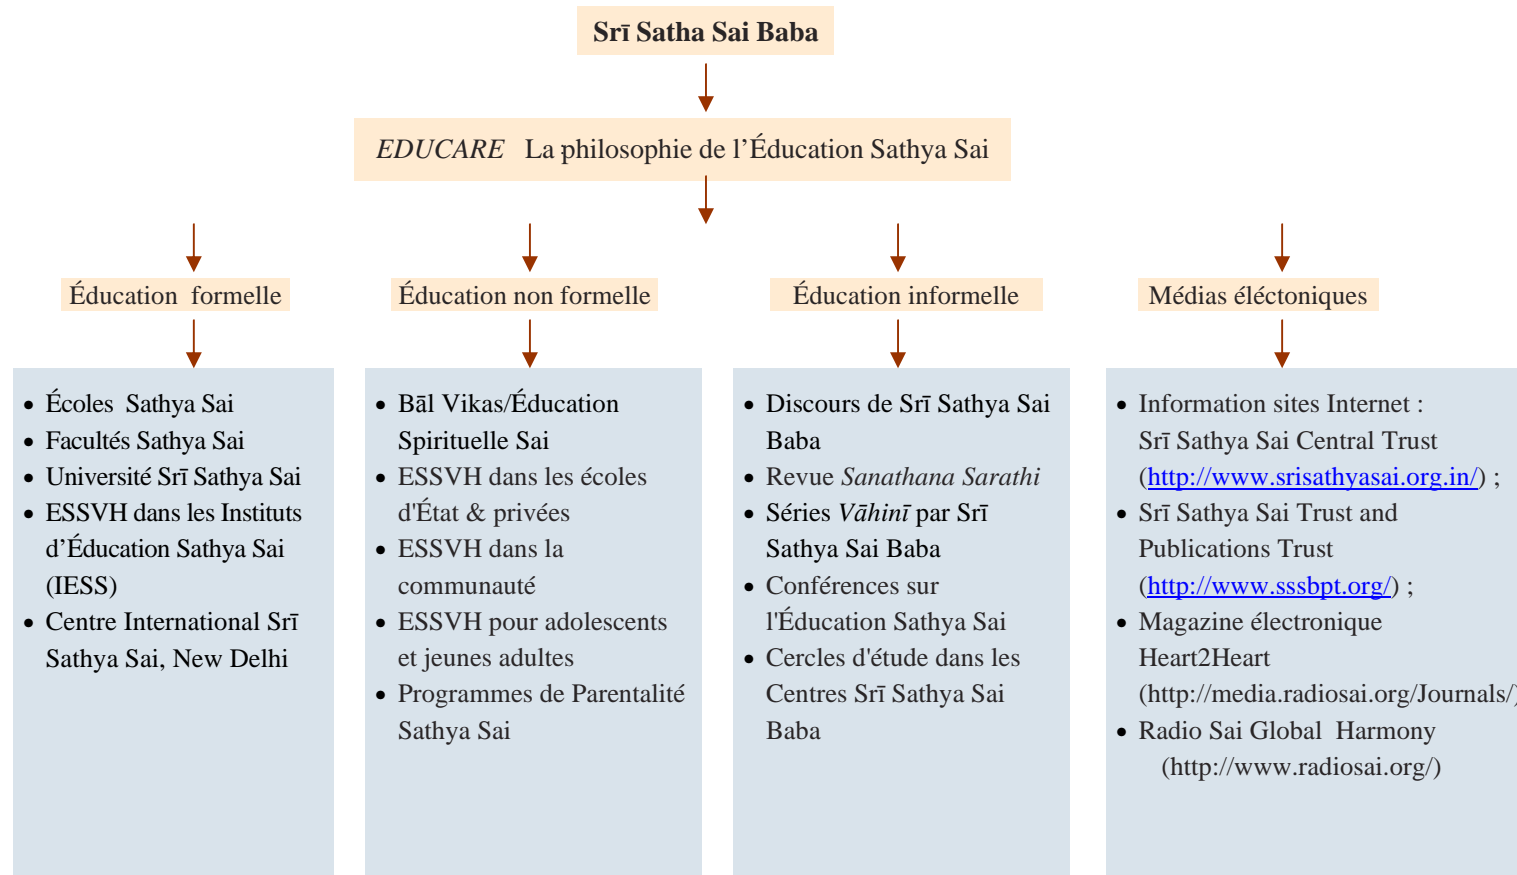 Srī Satha Sai Baba
EDUCARE La philosophie de l'Éducation Sathya Sai
Éducation formelle
Éducation non formelle
Éducation informelle
Médias éléctoniques
• Écoles Sathya Sai
• Facultés Sathya Sai
• Université Srī Sathya Sai
• ESSVH dans les Instituts
d'Éducation Sathya Sai
(IESS)
• Centre International Srī
Sathya Sai, New Delhi
• Bāl Vikas/Éducation
Spirituelle Sai
• ESSVH dans les écoles
d'État & privées
• ESSVH dans la
communauté
• ESSVH pour adolescents
et jeunes adultes
• Programmes de Parentalité
Sathya Sai
• Discours de Srī Sathya Sai
Baba
• Revue Sanathana Sarathi
• Séries Vāhinī par Srī
Sathya Sai Baba
• Conférences sur
l'Éducation Sathya Sai
• Cercles d'étude dans les
Centres Srī Sathya Sai
Baba
• Information sites Internet :
Srī Sathya Sai Central Trust
(http://www.srisathyasai.org.in/) ;
• Srī Sathya Sai Trust and
Publications Trust
(http://www.sssbpt.org/) ;
• Magazine électronique
Heart2Heart
(http://media.radiosai.org/Journals/)
• Radio Sai Global Harmony
(http://www.radiosai.org/)